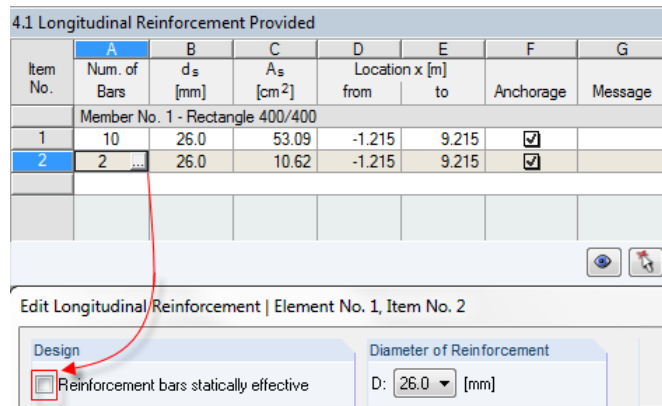 4.1 Longitudinal Reinforcement Provided
A B C D E F G
Item Num. of ds As Location x [m]
No. Bars [mm] [cm²] from to Anchorage Message
Member No. 1 - Rectangle 400/400
1 10 26.0 53.09 -1.215 9.215
2 2 ... 26.0 10.62 -1.215 9.215
Edit Longitudinal Reinforcement | Element No. 1, Item No. 2
Design Diameter of Reinforcement
Reinforcement bars statically effective D: 26.0 [mm]